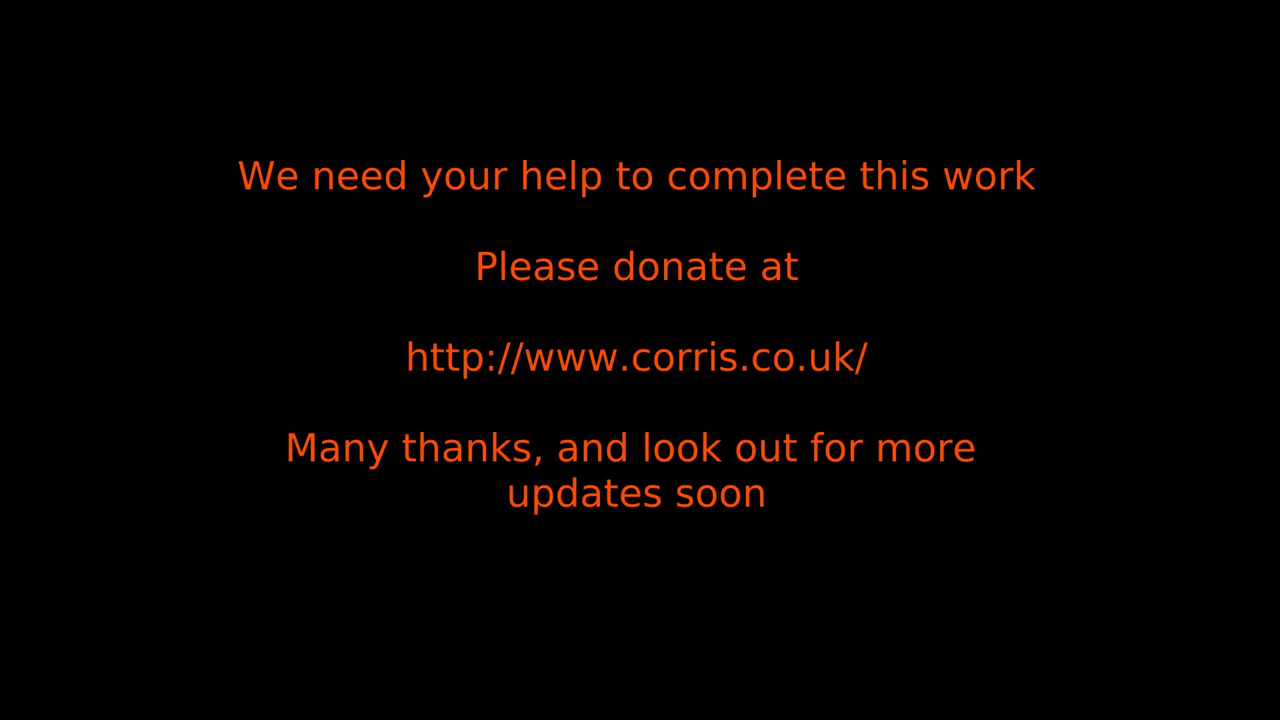 We need your help to complete this work
Please donate at
http://www.corris.co.uk/
Many thanks, and look out for more
updates soon